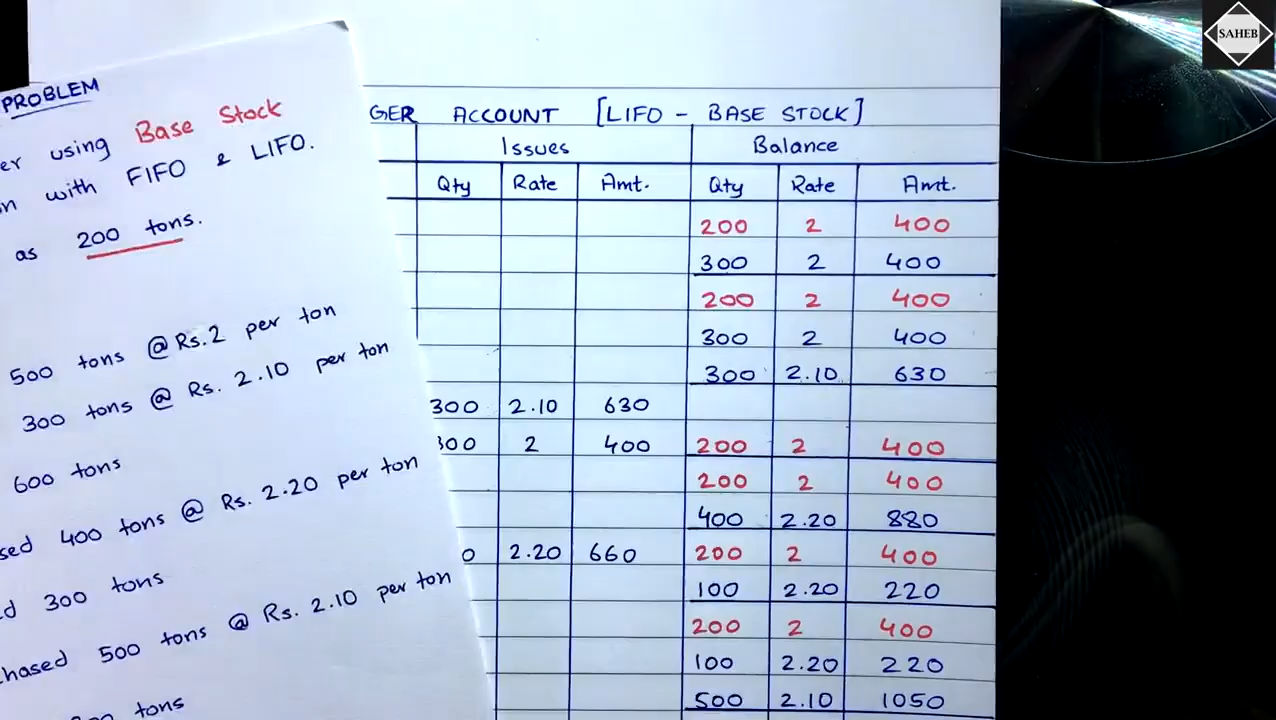 SAHEB
PROBLEM
using Base Stock
with FIFO & LIFO.
as 200 tons.
500 tons @ Rs.2 per ton
300 tons @ Rs. 2.10 per ton
600 tons
400 tons @ Rs. 2.20 per ton
300 tons
500 tons @ Rs. 2.10 per ton
tons
ACCOUNT [LIFO - BASE STOCK]
Issues Balance
Qty Rate Amt. Qty Rate Amt.
200 2 400
300 2 400
200 2 400
300 2 400
300 2.10 630
300 2.10 630
300 2 400 200 2 400
200 2 400
400 2.20 880
0 2.20 660 200 2 400
100 2.20 220
200 2 400
100 2.20 220
500 2.10 1050